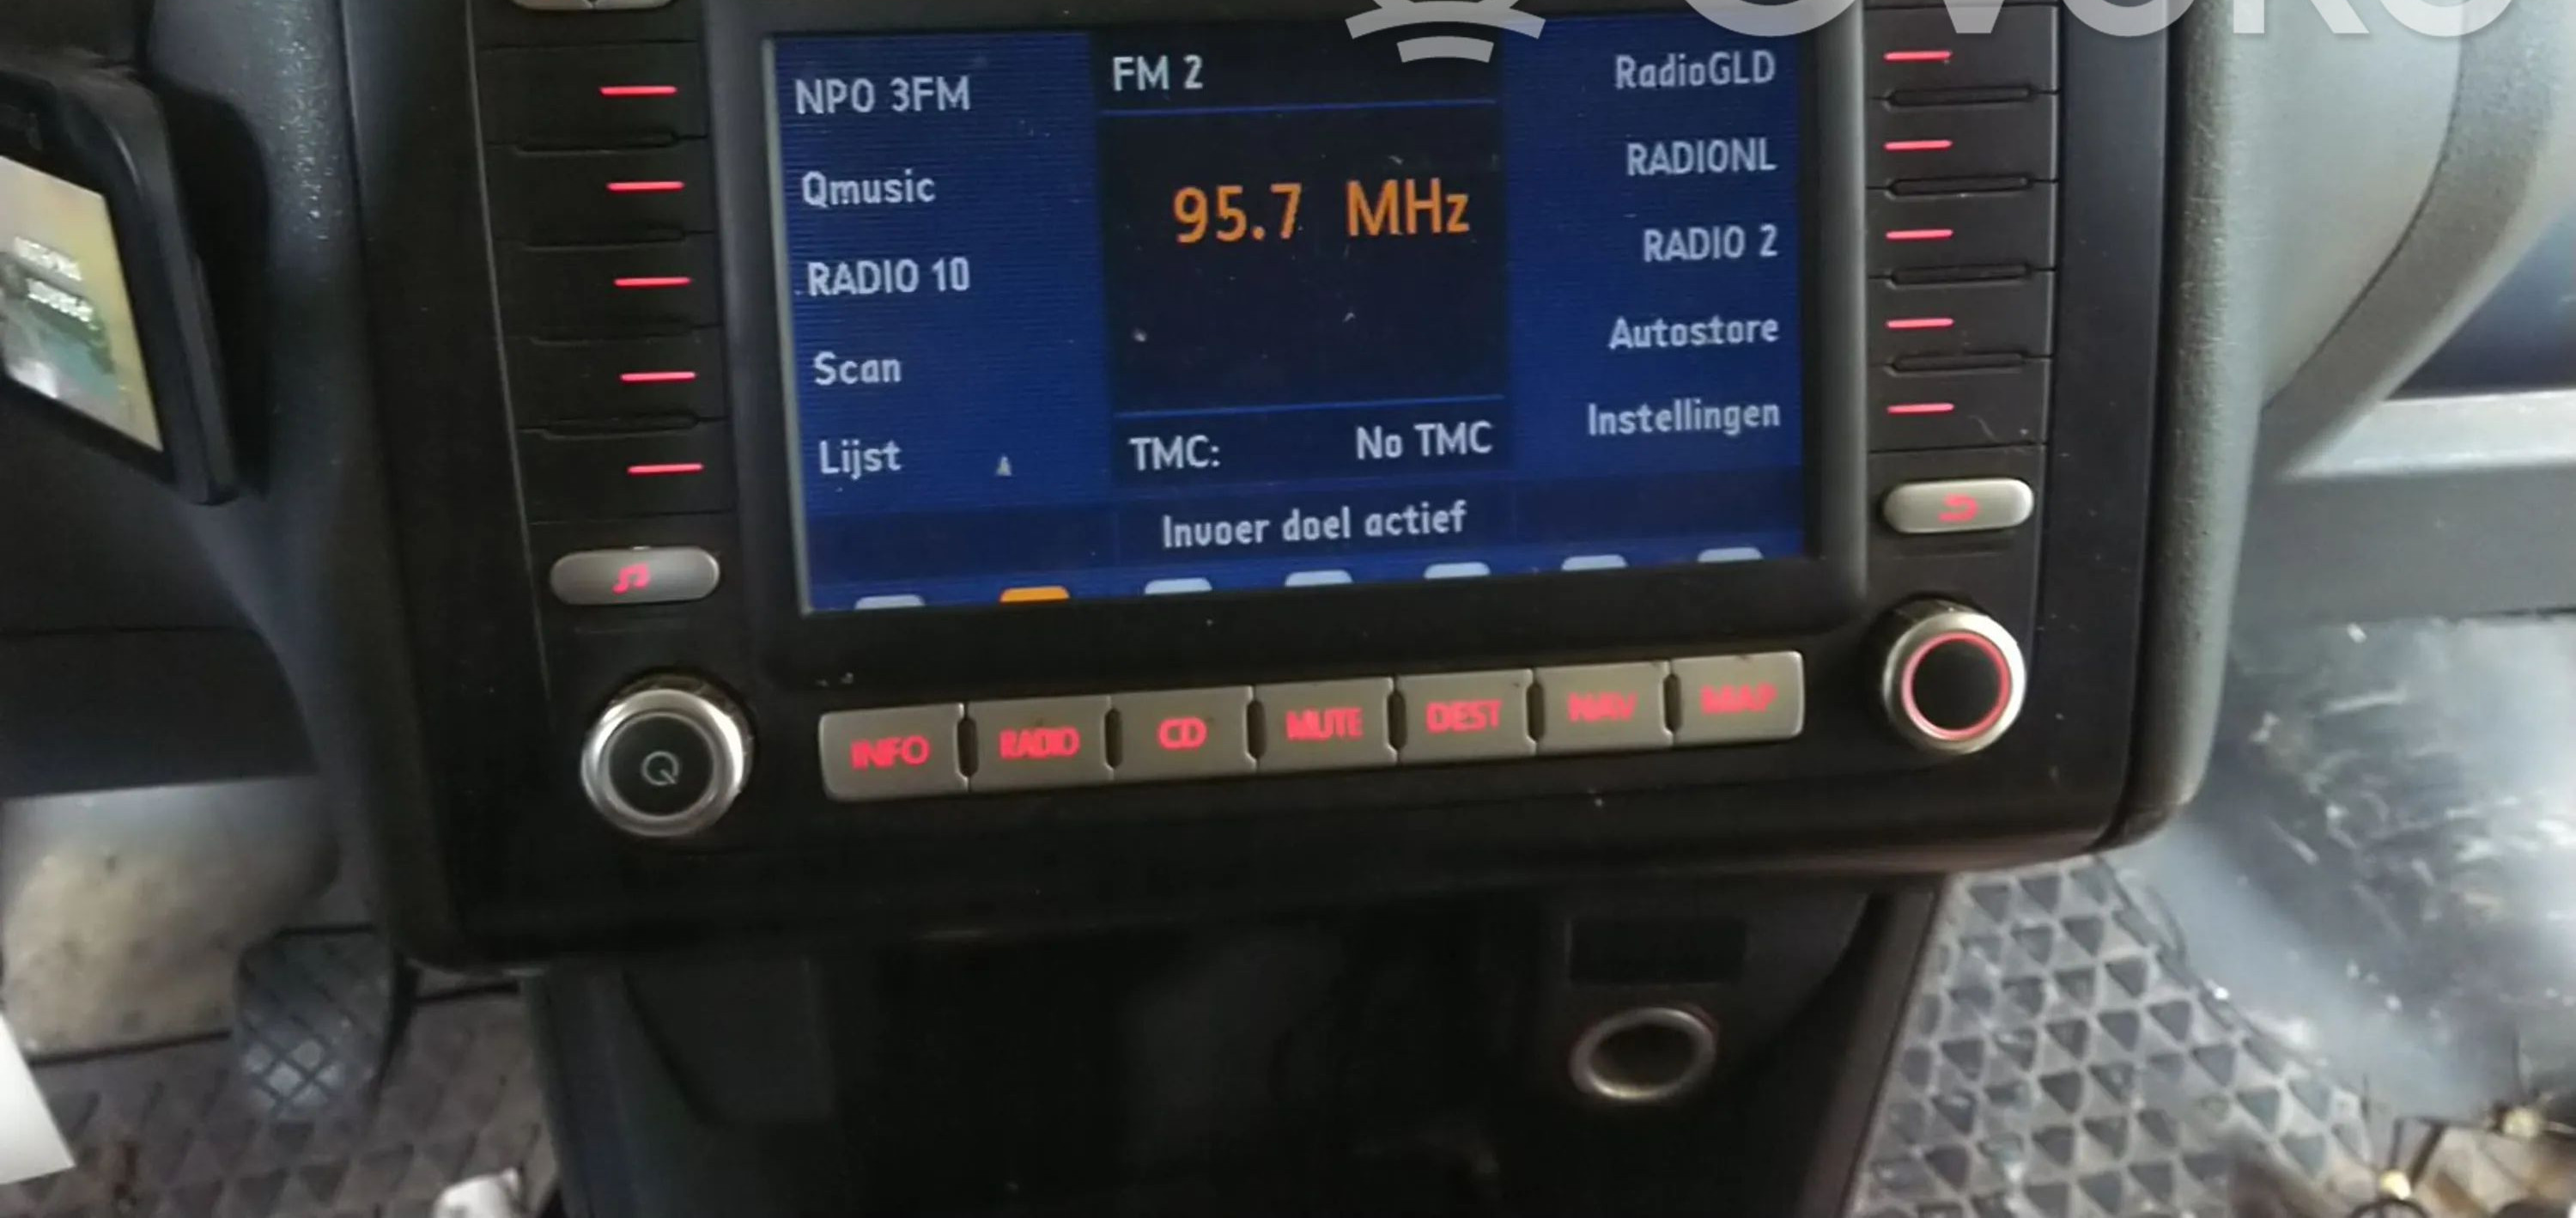 NPO 3FM
Qmusic
RADIO 10
Scan
Lijst
FM 2
95.7 MHz
TMC: No TMC
Invoer doel actief
RadioGLD
RADIONL
RADIO 2
Autostore
Instellingen
INFO
RADIO
CD
MUTE
DEST
NAV
MAP